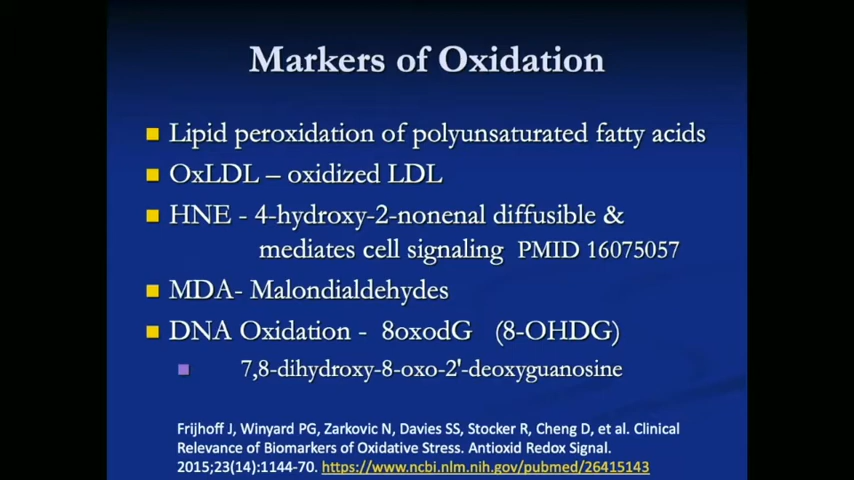 Markers of Oxidation
Lipid peroxidation of polyunsaturated fatty acids
OxLDL – oxidized LDL
HNE - 4-hydroxy-2-nonenal diffusible &
mediates cell signaling PMID 16075057
MDA- Malondialdehydes
DNA Oxidation - 8oxodG (8-OHDG)
7,8-dihydroxy-8-oxo-2'-deoxyguanosine
Frijhoff J, Winyard PG, Zarkovic N, Davies SS, Stocker R, Cheng D, et al. Clinical
Relevance of Biomarkers of Oxidative Stress. Antioxid Redox Signal.
2015;23(14):1144-70. https://www.ncbi.nlm.nih.gov/pubmed/26415143